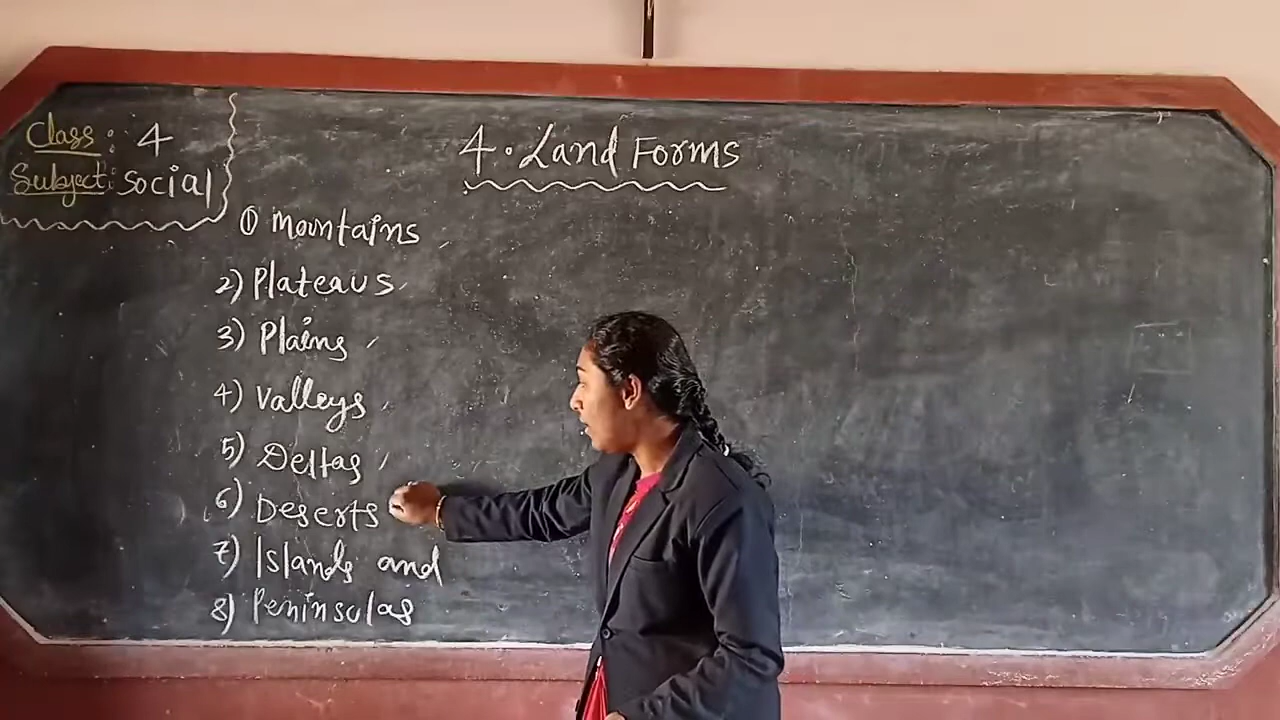 Class: 4
Subject: Social
4. Land Forms
① Mountains
2) Plateaus
3) Plains
4) Valleys
5) Deltas
6) Deserts
7) Islands and
8) Peninsulas